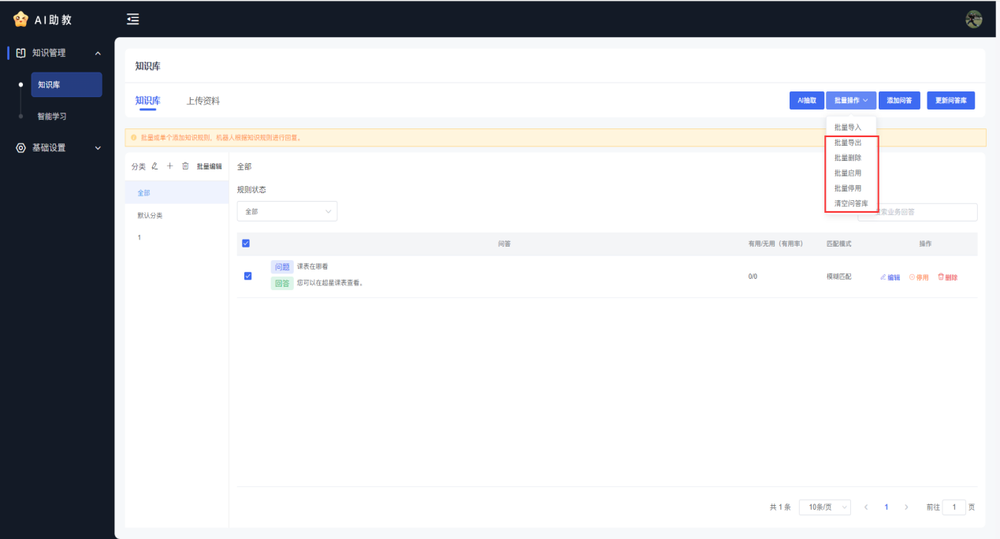 AI助教
知识管理
知识库
智能学习
基础设置
知识库
知识库 上传资料 AI抽取 批量操作 添加问答 更新问答库
批量导入
批量导出
批量删除
批量启用
批量停用
清空问答库
批量或单个添加知识规则，机器人根据知识规则进行回复。
分类 批量编辑 全部
全部
默认分类
1
规则状态
全部 索业务回答
问答 有用/无用（有用率） 匹配模式 操作
问题 课表在哪看
回答 您可以在超星课表查看。
0/0 模糊匹配 编辑 停用 删除
共 1 条 10条/页 1 前往 1 页